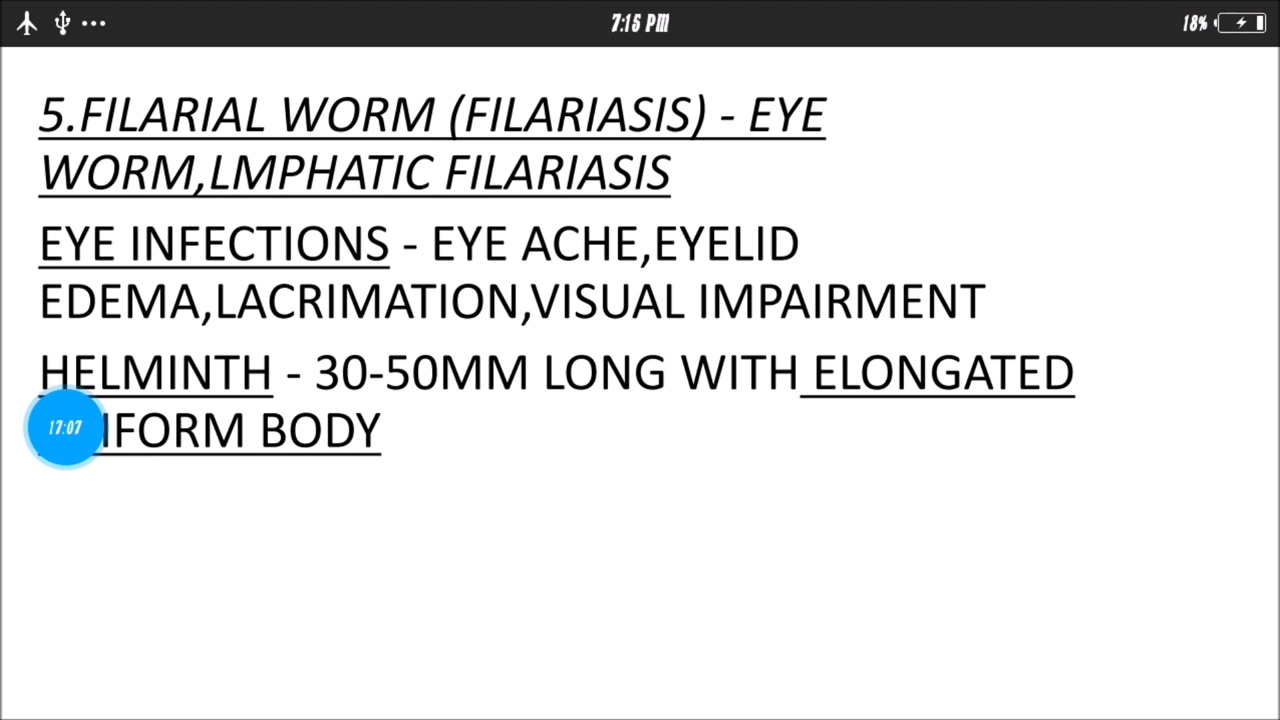 7:15 PM
18%
5.FILARIAL WORM (FILARIASIS) - EYE
WORM,LMPHATIC FILARIASIS
EYE INFECTIONS - EYE ACHE,EYELID
EDEMA,LACRIMATION,VISUAL IMPAIRMENT
HELMINTH - 30-50MM LONG WITH ELONGATED
17:07
BODY